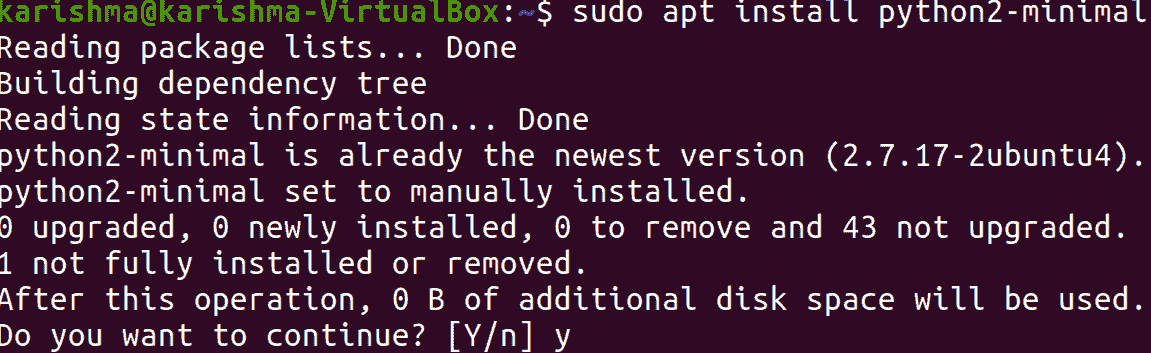 karishma@karishma-VirtualBox:~$ sudo apt install python2-minimal
Reading package lists... Done
Building dependency tree
Reading state information... Done
python2-minimal is already the newest version (2.7.17-2ubuntu4).
python2-minimal set to manually installed.
0 upgraded, 0 newly installed, 0 to remove and 43 not upgraded.
1 not fully installed or removed.
After this operation, 0 B of additional disk space will be used.
Do you want to continue? [Y/n] y